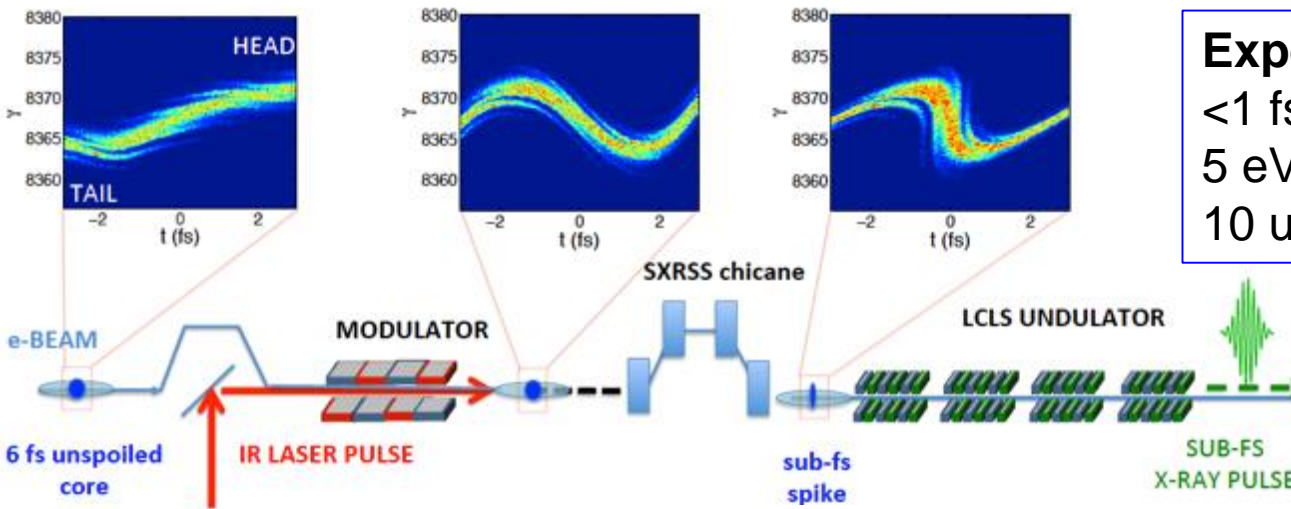 8380
8375
8370
8365
8360
γ
HEAD
TAIL
−2 0 2
t (fs)
8380
8375
8370
8365
8360
γ
−2 0 2
t (fs)
8380
8375
8370
8365
8360
γ
−2 0 2
t (fs)
<1 fs
5 eV
10
SXRSS chicane
e-BEAM
MODULATOR
LCLS UNDULATOR
6 fs unspoiled
core
IR LASER PULSE
sub-fs
spike
SUB-FS
X-RAY PULSE